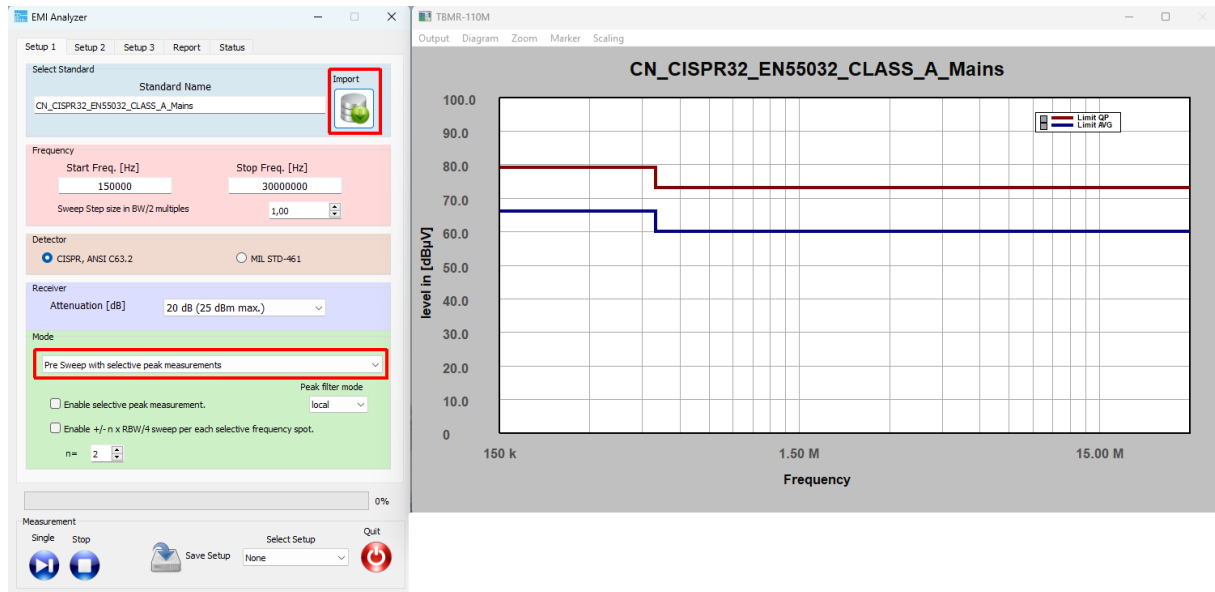 EMI Analyzer
Setup 1 Setup 2 Setup 3 Report Status
Select Standard
Standard Name
Import
CN_CISPR32_EN55032_CLASS_A_Mains
Frequency
Start Freq. [Hz] Stop Freq. [Hz]
150000 30000000
Sweep Step size in BW/2 multiples 1,00
Detector
CISPR, ANSI C63.2 MIL STD-461
Receiver
Attenuation [dB] 20 dB (25 dBm max.)
Mode
Pre Sweep with selective peak measurements
Peak filter mode
Enable selective peak measurement. local
Enable +/- n x RBW/4 sweep per each selective frequency spot.
n= 2
0%
Measurement
Single Stop Save Setup Select Setup Quit
None
TBMR-110M
Output Diagram Zoom Marker Scaling
CN_CISPR32_EN55032_CLASS_A_Mains
Limit QP
Limit AVG
level in [dBµV]
100.0
90.0
80.0
70.0
60.0
50.0
40.0
30.0
20.0
10.0
0
150 k 1.50 M 15.00 M
Frequency